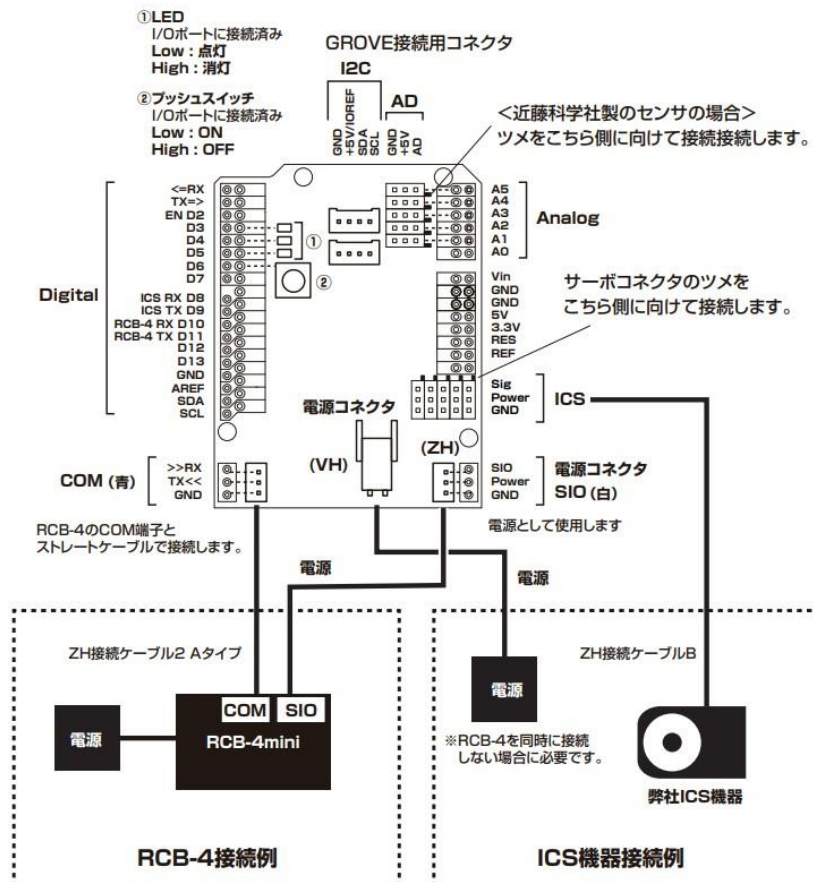 ①LED
I/Oポートに接続済み
Low : 点灯
High : 消灯
②プッシュスイッチ
I/Oポートに接続済み
Low : ON
High : OFF
GROVE接続用コネクタ
I2C
AD
GND
+5V/IOREF
SDA
SCL
GND
+5V
AD
<近藤科学社製のセンサの場合>
ツメをこちら側に向けて接続接続します。
Digital
<=RX
TX=>
EN D2
D3
D4
D5
D6
D7
ICS RX D8
ICS TX D9
RCB-4 RX D10
RCB-4 TX D11
D12
D13
GND
AREF
SDA
SCL
①
②
A5
A4
A3
A2
A1
A0
Analog
Vin
GND
GND
5V
3.3V
RES
REF
サーボコネクタのツメを
こちら側に向けて接続します。
Sig
Power
GND
ICS
電源コネクタ
(VH)
(ZH)
COM (青)
>>RX
TX<<
GND
SIO
Power
GND
電源コネクタ
SIO (白)
RCB-4のCOM端子と
ストレートケーブルで接続します。
電源として使用します
電源
電源
ZH接続ケーブル2 Aタイプ
COM
SIO
RCB-4mini
電源
RCB-4接続例
ZH接続ケーブルB
電源
※RCB-4を同時に接続
しない場合に必要です。
弊社ICS機器
ICS機器接続例